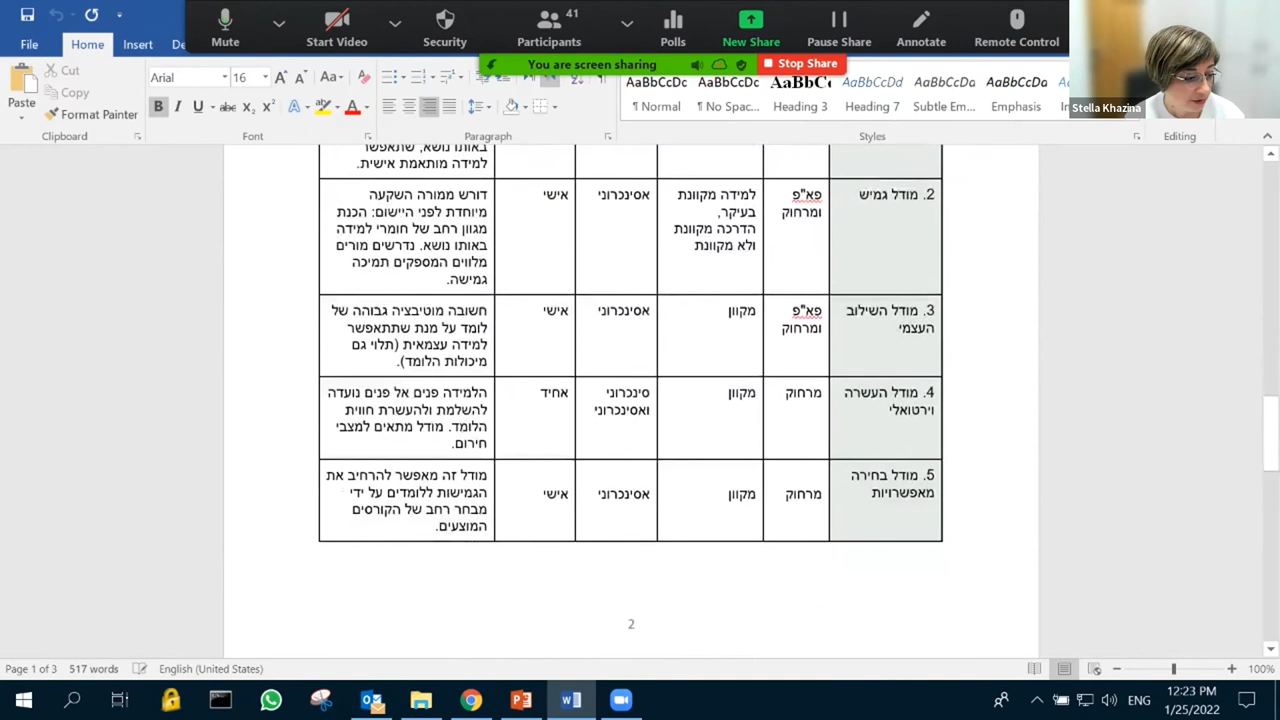 Mute
Start Video
Security
Participants
41
Polls
New Share
Pause Share
Annotate
Remote Control
You are screen sharing
Stop Share
Stella Khazina
File
Home
Insert
De
Paste
Cut
Copy
Format Painter
Clipboard
Arial
16
Aa
Font
Paragraph
AaBbCcDc
AaBbCcDc
AaBbCc
AaBbCcDd
AaBbCcDd
AaBbCcDc
¶ Normal
¶ No Spac...
Heading 3
Heading 7
Subtle Em...
Emphasis
Styles
Editing
באותו נושא, שתאפשר
למידה מותאמת אישית.
2. מודל גמיש
פא"פ
ומרחוק
למידה מקוונת
בעיקר,
הדרכה מקוונת
ולא מקוונת
אסינכרוני
אישי
דורש ממורה השקעה
מיוחדת לפני היישום: הכנת
מגוון רחב של חומרי למידה
באותו נושא. נדרשים מורים
מלווים המספקים תמיכה
גמישה.
3. מודל השילוב
העצמי
פא"פ
ומרחוק
מקוון
אסינכרוני
אישי
חשובה מוטיבציה גבוהה של
לומד על מנת שתתאפשר
למידה עצמאית (תלוי גם
מיכולות הלומד).
4. מודל העשרה
וירטואלי
מרחוק
מקוון
סינכרוני
ואסינכרוני
אחיד
הלמידה פנים אל פנים נועדה
להשלמת ולהעשרת חווית
הלומד. מודל מתאים למצבי
חירום.
5. מודל בחירה
מאפשרויות
מרחוק
מקוון
אסינכרוני
אישי
מודל זה מאפשר להרחיב את
הגמישות ללומדים על ידי
מבחר רחב של הקורסים
המוצעים.
2
Page 1 of 3
517 words
English (United States)
100%
ENG
12:23 PM
1/25/2022